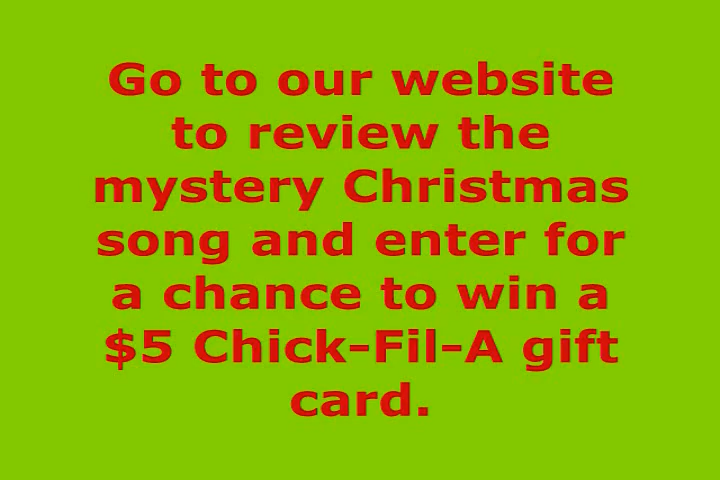 Go to our website
to review the
mystery Christmas
song and enter for
a chance to win a
$5 Chick-Fil-A gift
card.